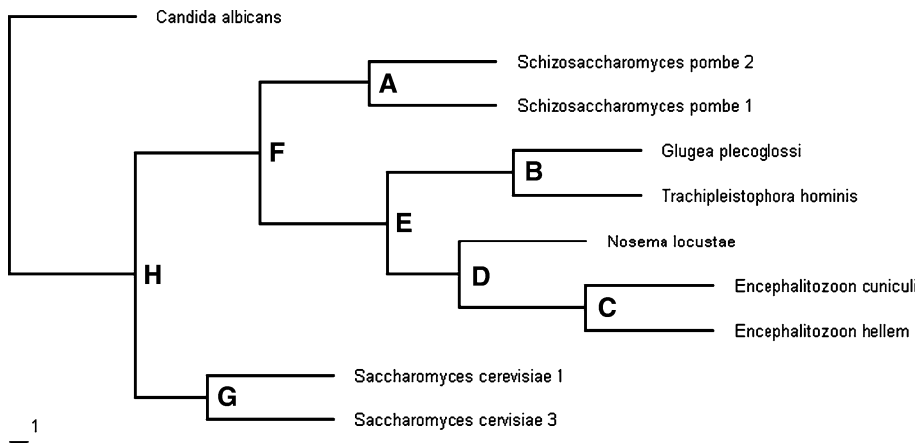 Candida albicans
Schizosaccharomyces pombe 2
A
Schizosaccharomyces pombe 1
F
Glugea plecoglossi
B
Trachipleistophora hominis
E
Nosema locustae
H
D
Encephalitozoon cuniculi
C
Encephalitozoon hellem
Saccharomyces cerevisiae 1
G
Saccharomyces cervisiae 3
1